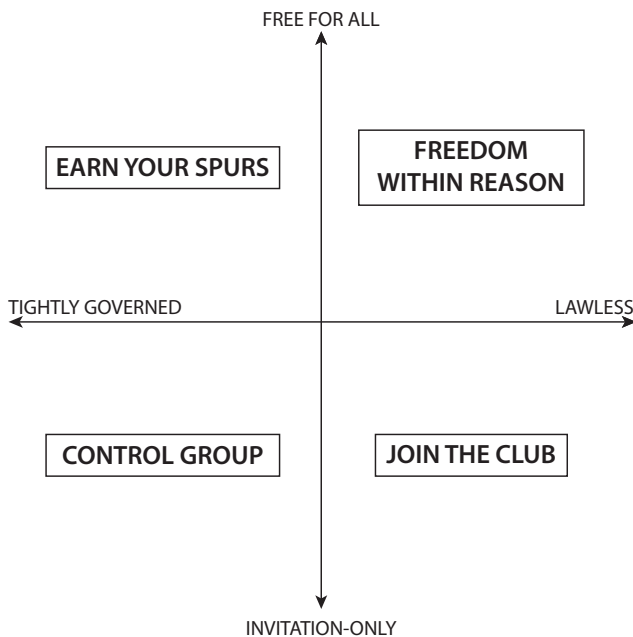 FREE FOR ALL
EARN YOUR SPURS
FREEDOM
WITHIN REASON
TIGHTLY GOVERNED
LAWLESS
CONTROL GROUP
JOIN THE CLUB
INVITATION-ONLY